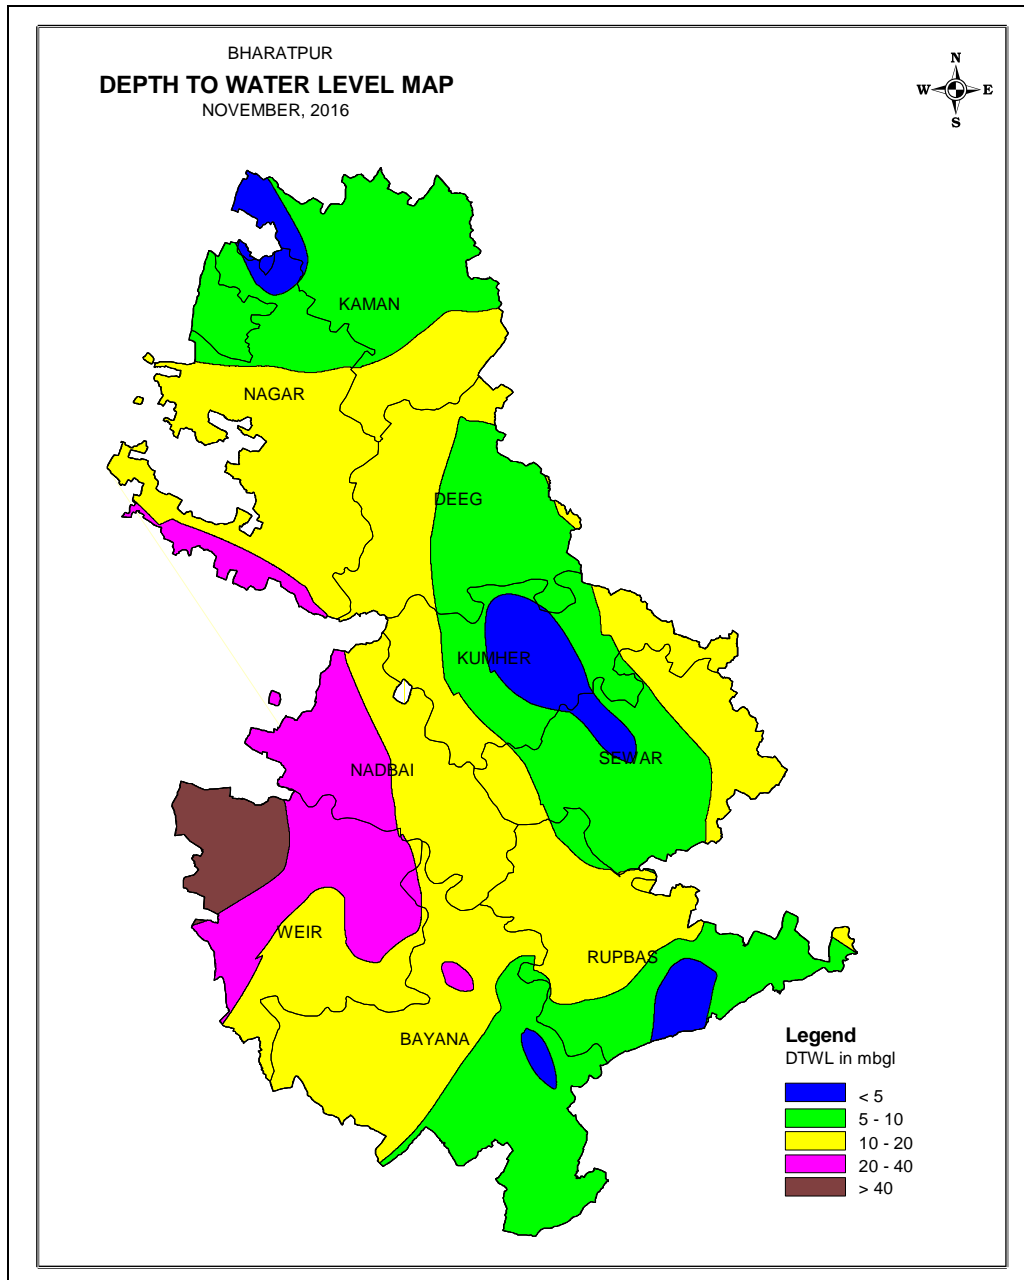 BHARATPUR
DEPTH TO WATER LEVEL MAP
NOVEMBER, 2016
N
W E
S
KAMAN
NAGAR
DEEG
KUMHER
SEWAR
NADBAI
WEIR
RUPBAS
BAYANA
Legend
DTWL in mbgl
< 5
5 - 10
10 - 20
20 - 40
> 40